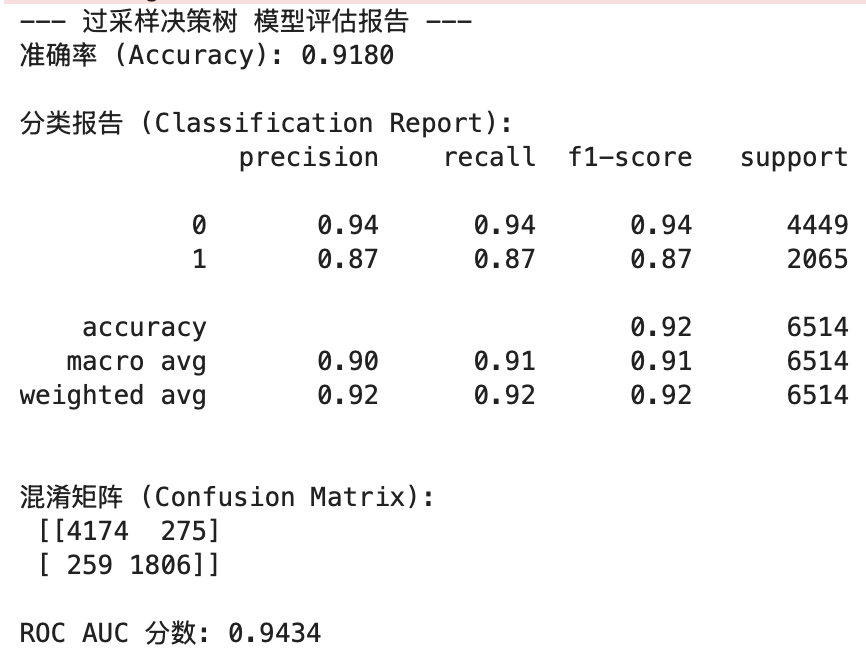 --- 过采样决策树 模型评估报告 ---
准确率 (Accuracy): 0.9180
分类报告 (Classification Report):
precision recall f1-score support
0 0.94 0.94 0.94 4449
1 0.87 0.87 0.87 2065
accuracy 0.92 6514
macro avg 0.90 0.91 0.91 6514
weighted avg 0.92 0.92 0.92 6514
混淆矩阵 (Confusion Matrix):
[[4174 275]
[ 259 1806]]
ROC AUC 分数: 0.9434